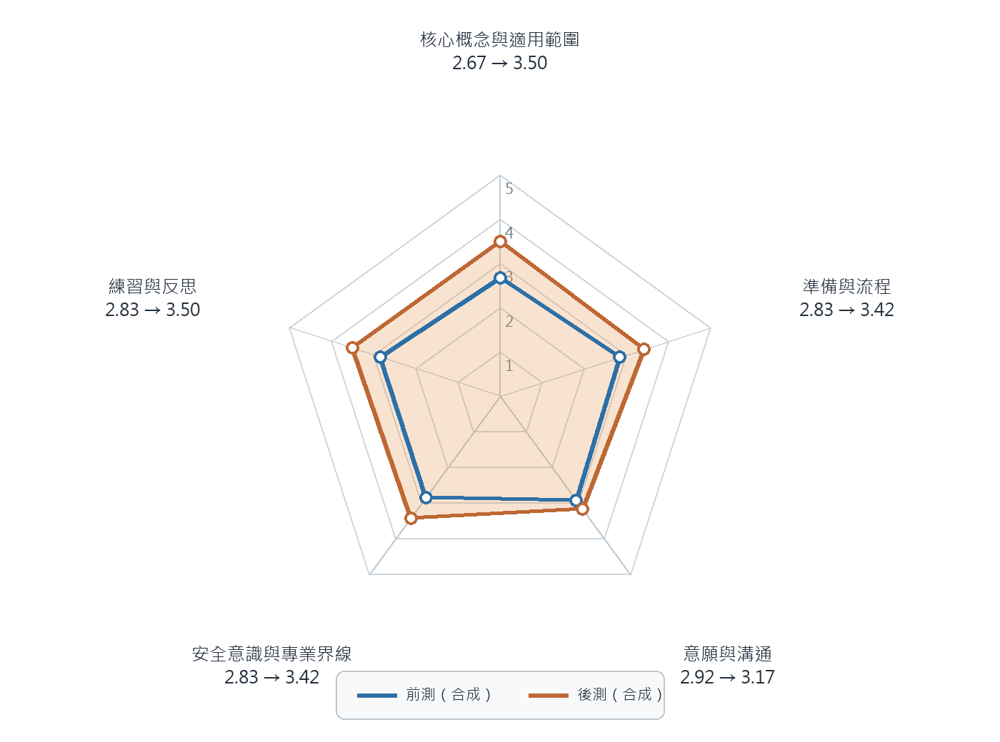 核心概念與適用範圍
2.67 → 3.50
5
4
3
2
1
練習與反思
2.83 → 3.50
準備與流程
2.83 → 3.42
安全意識與專業界線
2.83 → 3.42
意願與溝通
2.92 → 3.17
前測（合成）
後測（合成）